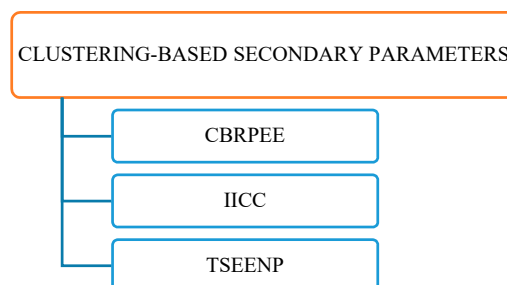 CLUSTERING-BASED SECONDARY PARAMETERS
CBRPEE
IICC
TSEENP